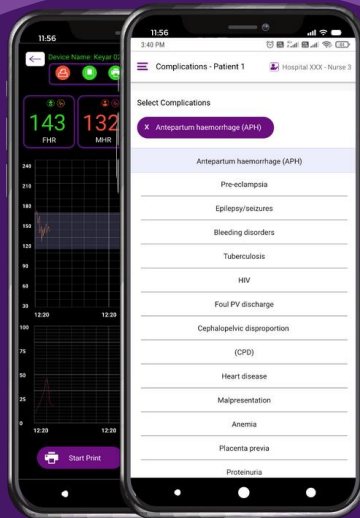 11:56
Device Name: Keyar 02
143
FHR
132
MHR
240
210
180
150
120
90
60
30
12:20
12:20
100
75
50
25
0
12:20
12:20
Start Print
11:56
3:40 PM
Complications - Patient 1
Hospital XXX - Nurse 3
Select Complications
X Antepartum haemorrhage (APH)
Antepartum haemorrhage (APH)
Pre-eclampsia
Epilepsy/seizures
Bleeding disorders
Tuberculosis
HIV
Foul PV discharge
Cephalopelvic disproportion
(CPD)
Heart disease
Malpresentation
Anemia
Placenta previa
Proteinuria